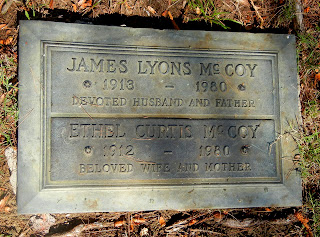 JAMES LYONS McCOY
1913 – 1980
DEVOTED HUSBAND AND FATHER
ETHEL CURTIS McCOY
1912 – 1980
BELOVED WIFE AND MOTHER